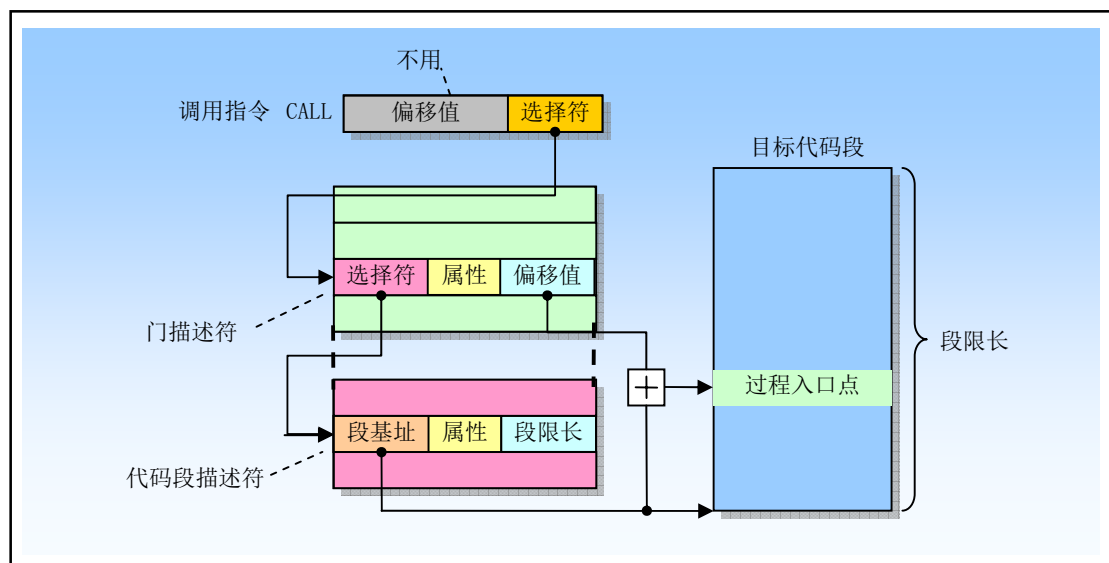 不用
调用指令 CALL
偏移值
选择符
目标代码段
选择符
属性
偏移值
门描述符
段限长
过程入口点
段基址
属性
段限长
代码段描述符